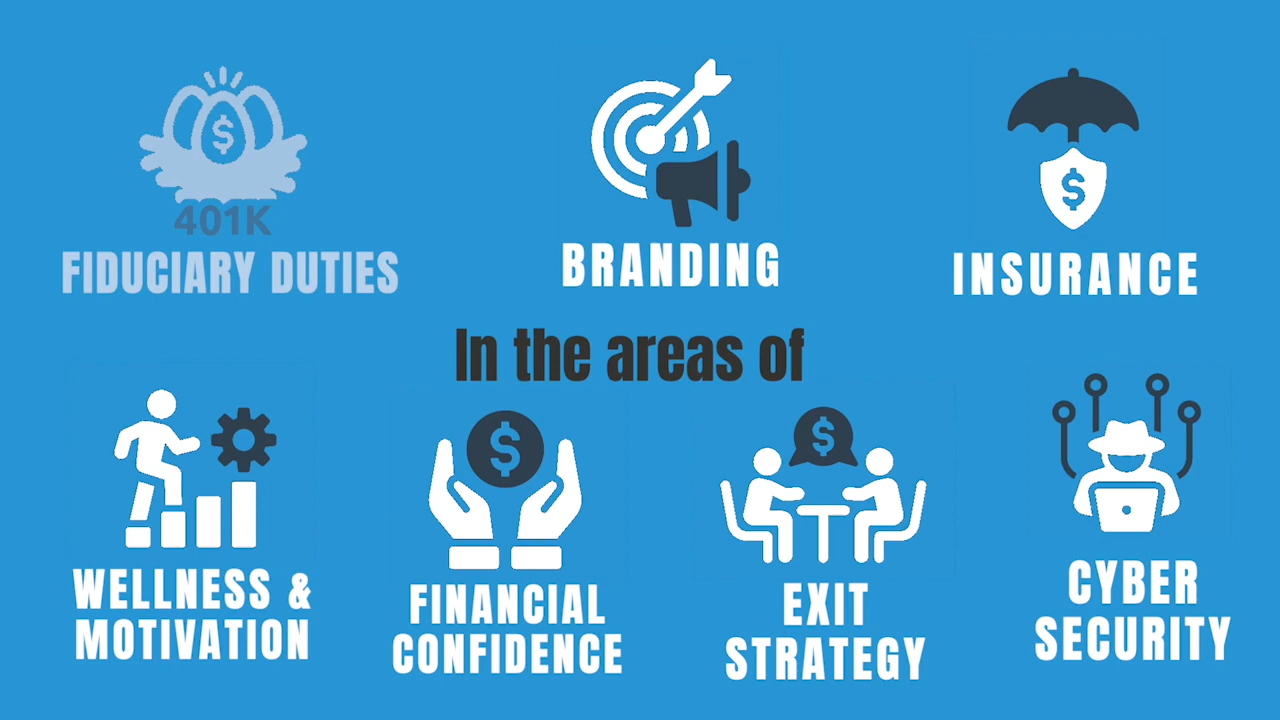 401K
FIDUCIARY DUTIES
BRANDING
INSURANCE
In the areas of
WELLNESS &
MOTIVATION
FINANCIAL
CONFIDENCE
EXIT
STRATEGY
CYBER
SECURITY